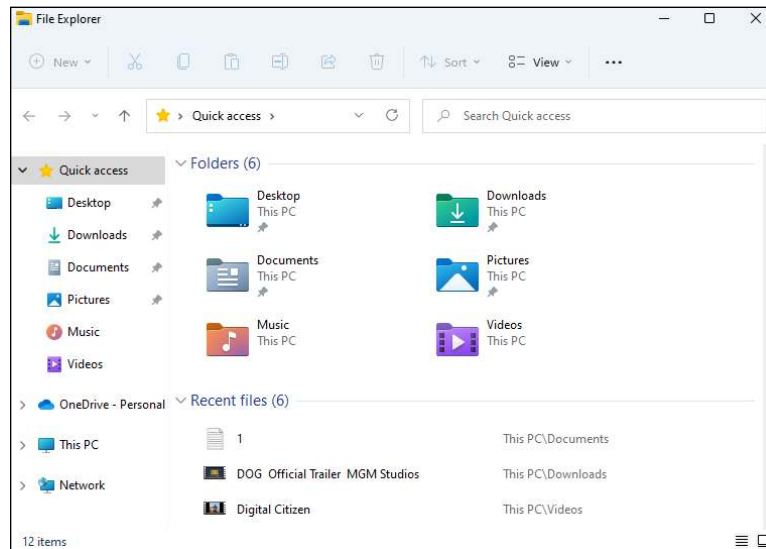 File Explorer
New Sort View
Quick access Search Quick access
Quick access
Desktop
Downloads
Documents
Pictures
Music
Videos
OneDrive - Personal
This PC
Network
Folders (6)
Desktop
This PC
Downloads
This PC
Documents
This PC
Pictures
This PC
Music
This PC
Videos
This PC
Recent files (6)
1 This PC\Documents
DOG Official Trailer MGM Studios This PC\Downloads
Digital Citizen This PC\Videos
12 items